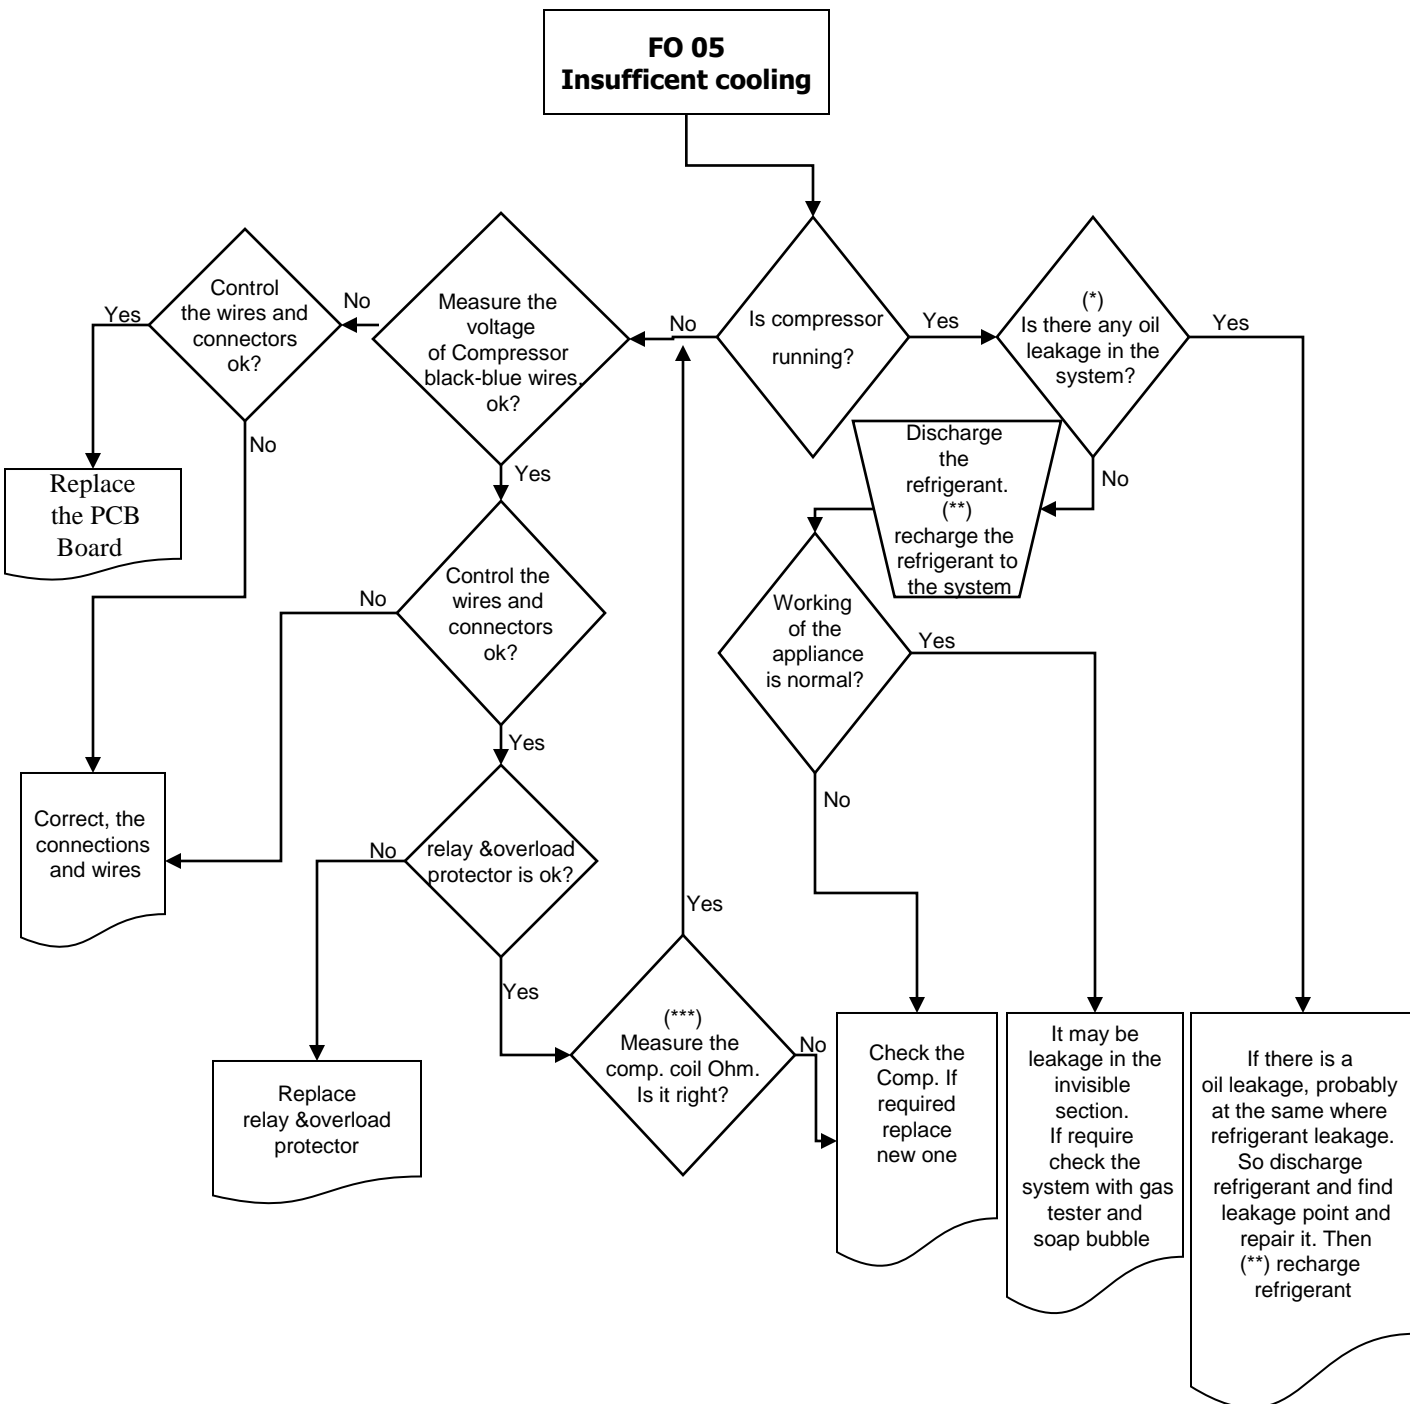 FO 05
Insufficent cooling
Control
the wires and
connectors
ok?
Yes
No
No
Replace
the PCB
Board
Measure the
voltage
of Compressor
black-blue wires,
ok?
No
Yes
Is compressor
running?
Yes
(*)
Is there any oil
leakage in the
system?
Yes
No
Discharge
the
refrigerant.
(**)
recharge the
refrigerant to
the system
Control the
wires and
connectors
ok?
No
Yes
Working
of the
appliance
is normal?
Yes
No
Correct, the
connections
and wires
relay &overload
protector is ok?
No
Yes
Yes
Replace
relay &overload
protector
(***)
Measure the
comp. coil Ohm.
Is it right?
No
Check the
Comp. If
required
replace
new one
It may be
leakage in the
invisible
section.
If require
check the
system with gas
tester and
soap bubble
If there is a
oil leakage, probably
at the same where
refrigerant leakage.
So discharge
refrigerant and find
leakage point and
repair it. Then
(**) recharge
refrigerant